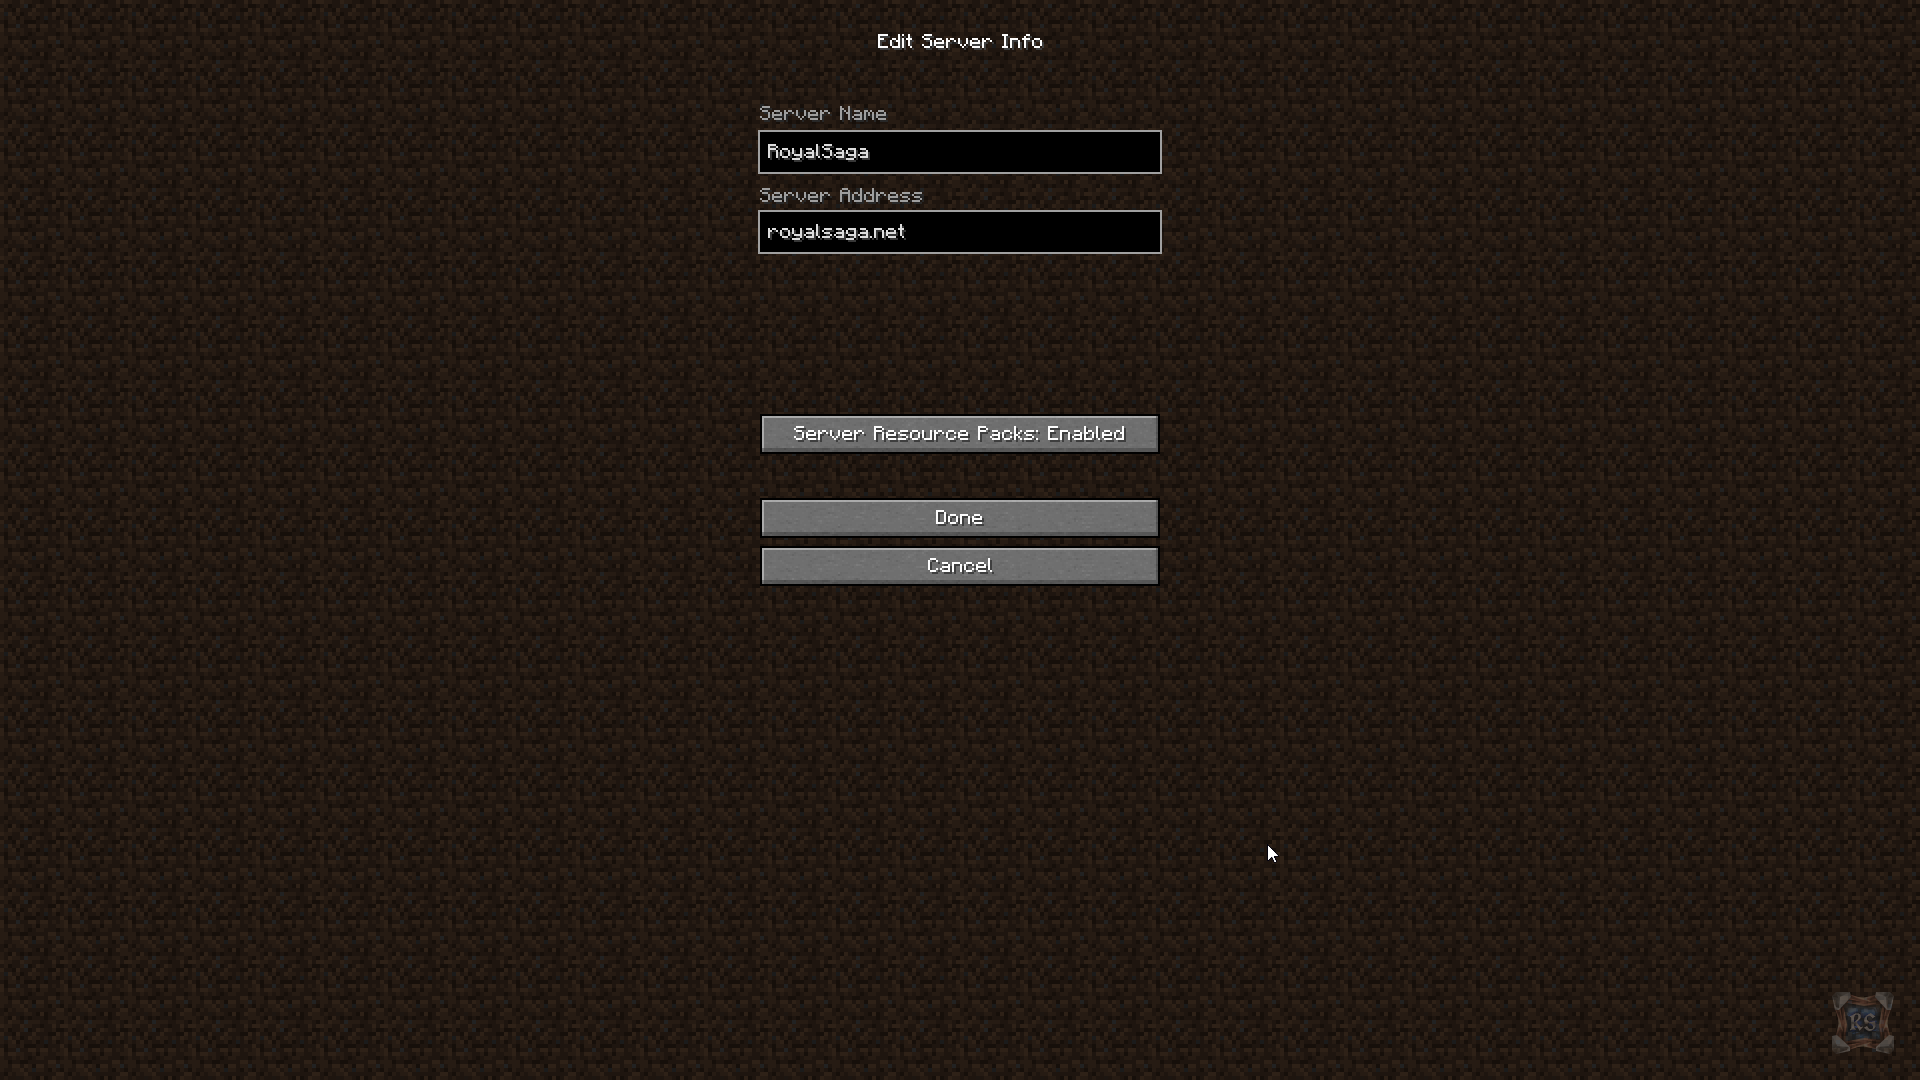 Edit Server Info
Server Name
RoyalSaga
Server Address
royalsaga.net
Server Resource Packs: Enabled
Done
Cancel
RS